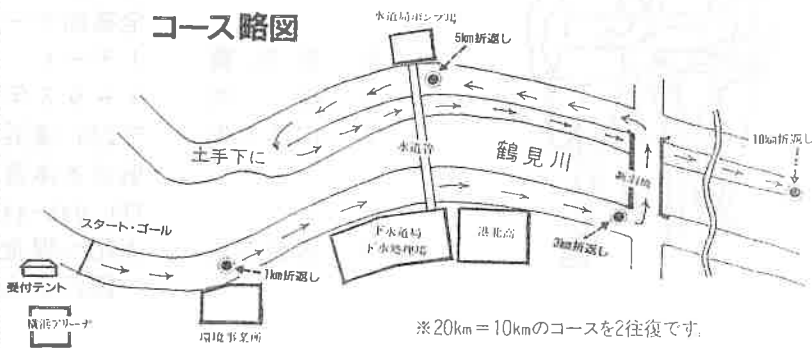 コース略図
水道局ポンプ場
5km折返し
10km折返し
土手下に
水道管
鶴見川
新羽橋
スタート・ゴール
下水道局
下水処理場
港北高
3km折返し
1km折返し
受付テント
横浜アリーナ
環境事業所
※20km=10kmのコースを2往復です。